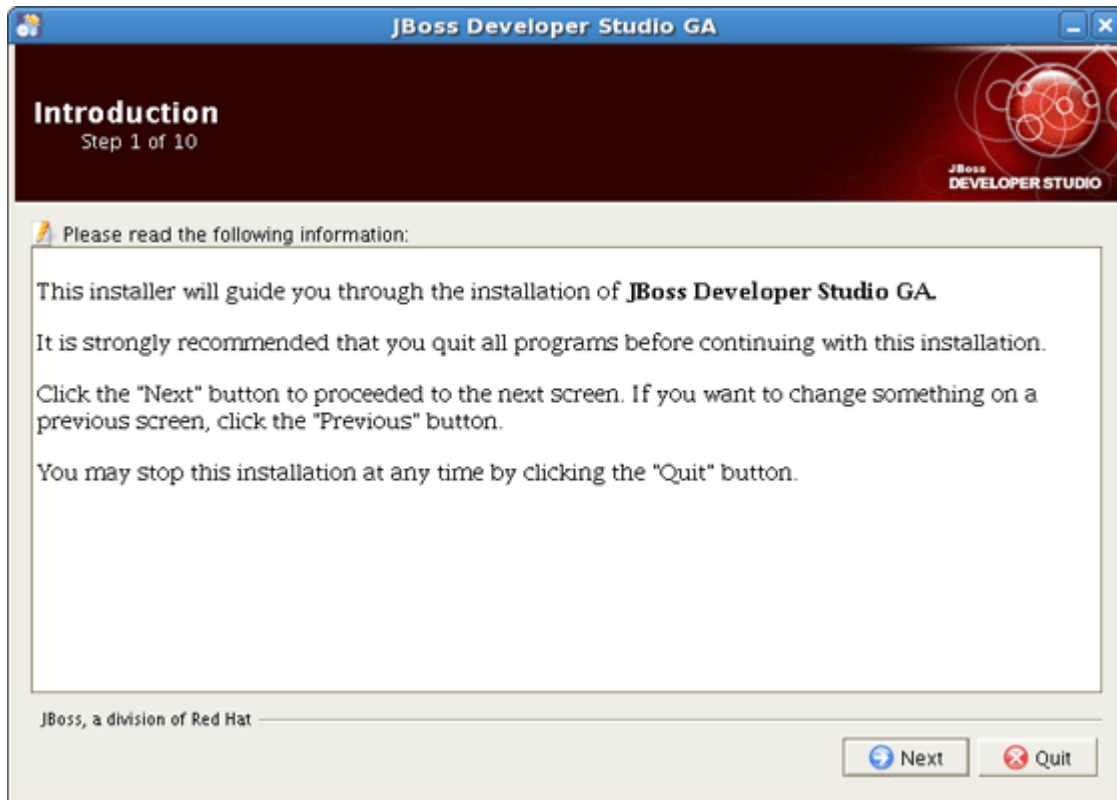 JBoss Developer Studio GA
Introduction
Step 1 of 10
JBoss
DEVELOPER STUDIO
Please read the following information:
This installer will guide you through the installation of JBoss Developer Studio GA.
It is strongly recommended that you quit all programs before continuing with this installation.
Click the "Next" button to proceeded to the next screen. If you want to change something on a
previous screen, click the "Previous" button.
You may stop this installation at any time by clicking the "Quit" button.
JBoss, a division of Red Hat
Next
Quit